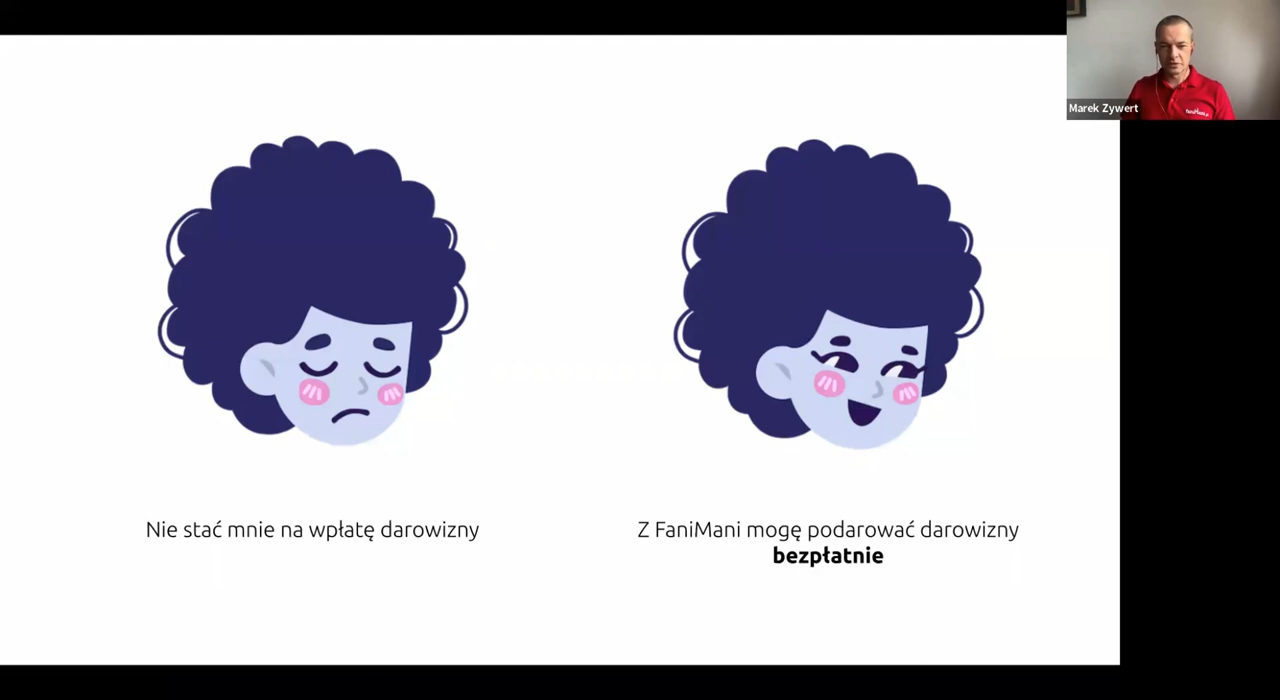 Marek Zywert
Nie stać mnie na wpłatę darowizny
Z FaniMani mogę podarować darowizny
bezpłatnie